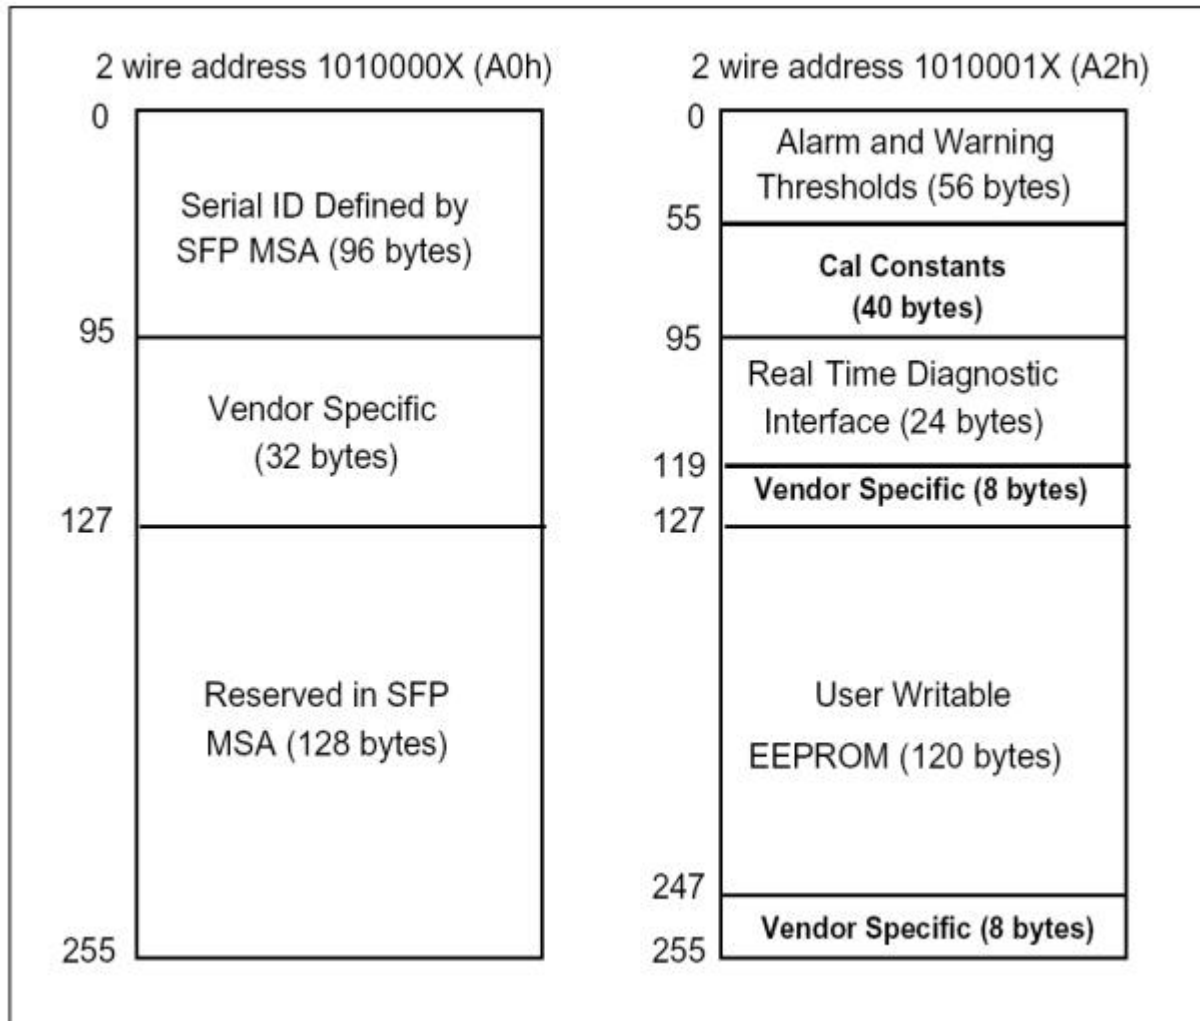 2 wire address 1010000X (A0h)
0
Serial ID Defined by
SFP MSA (96 bytes)
95
Vendor Specific
(32 bytes)
127
Reserved in SFP
MSA (128 bytes)
255
2 wire address 1010001X (A2h)
0
Alarm and Warning
Thresholds (56 bytes)
55
Cal Constants
(40 bytes)
95
Real Time Diagnostic
Interface (24 bytes)
119
Vendor Specific (8 bytes)
127
User Writable
EEPROM (120 bytes)
247
Vendor Specific (8 bytes)
255